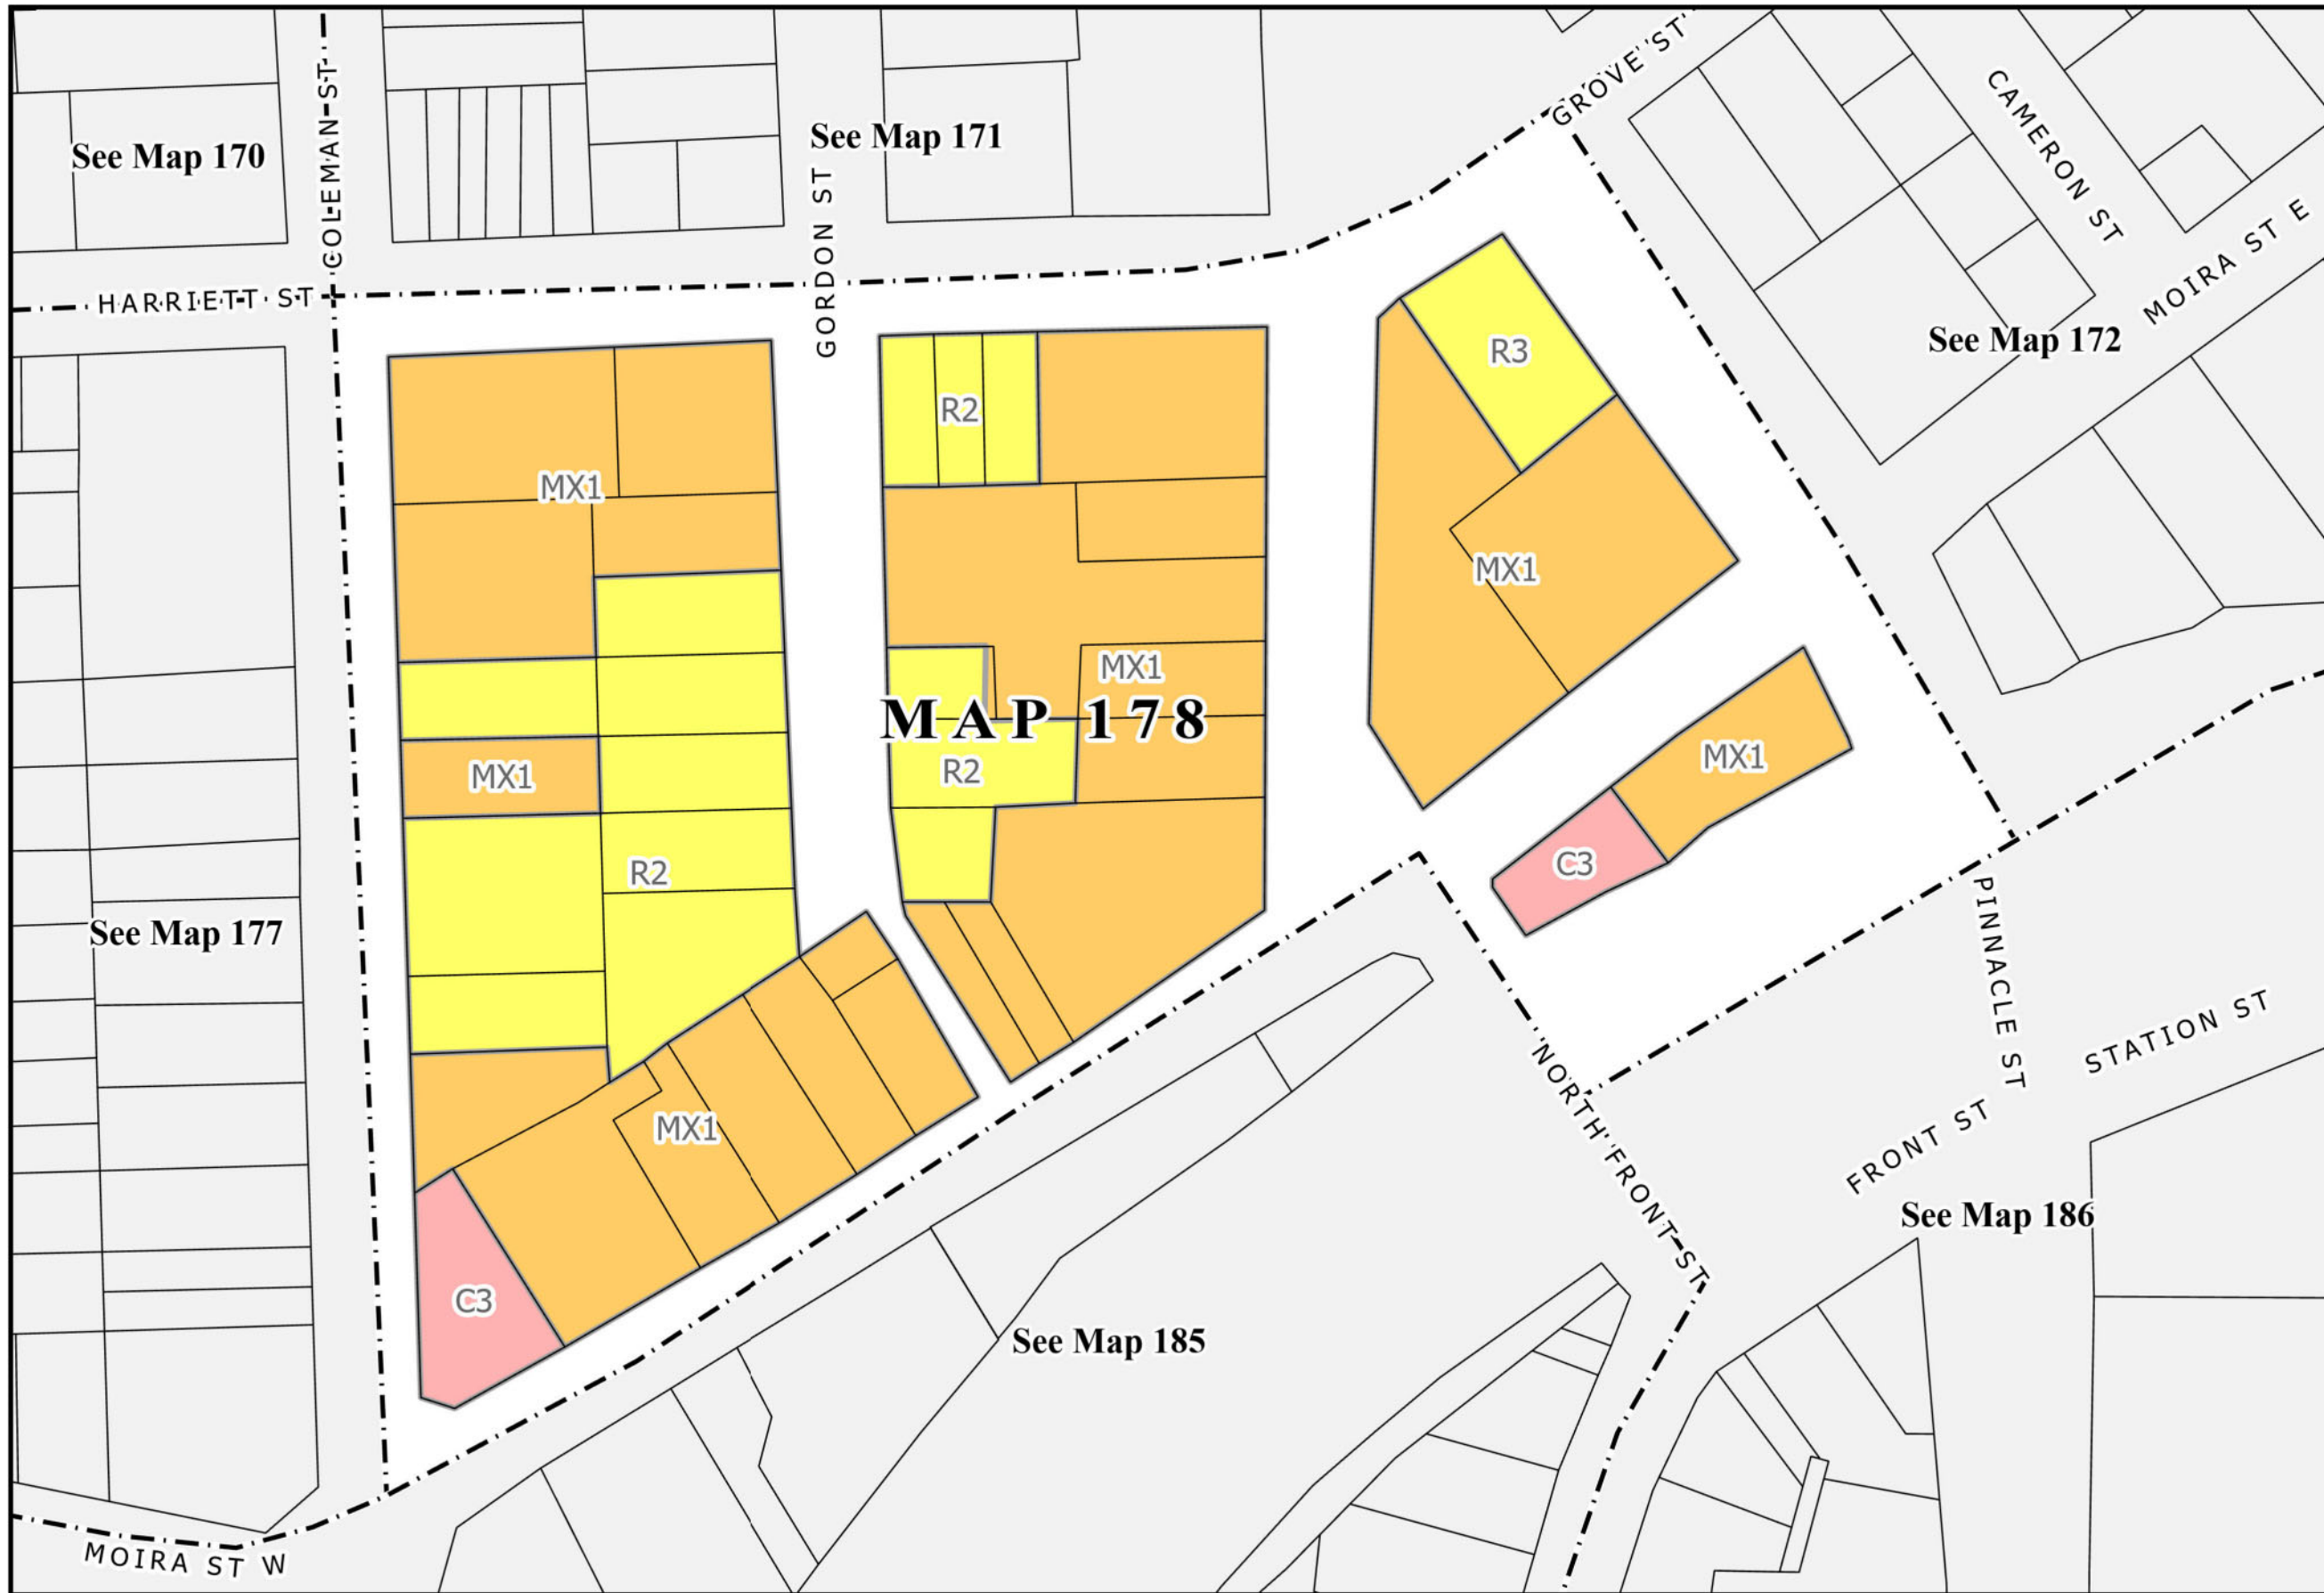 GROVE ST
CAMERON ST
COLEMAN ST
See Map 171
See Map 170
GORDON ST
MOIRA ST E
HARRIETT ST
See Map 172
R3
R2
MX1
MX1
MX1
MAP 178
MX1
MX1
R2
C3
R2
See Map 177
PINNACLE ST
STATION ST
NORTH FRONT ST
MX1
FRONT ST
See Map 186
C3
See Map 185
MOIRA ST W